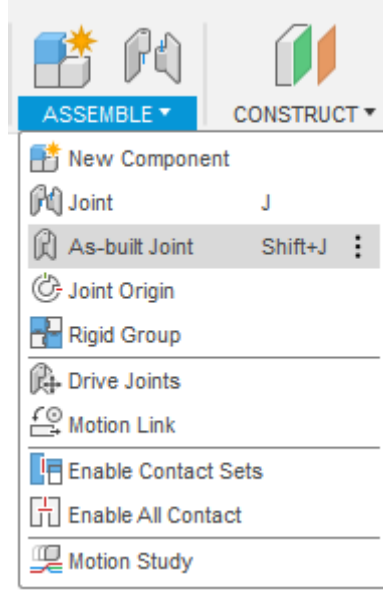 ASSEMBLE CONSTRUCT
New Component
Joint J
As-built Joint Shift+J
Joint Origin
Rigid Group
Drive Joints
Motion Link
Enable Contact Sets
Enable All Contact
Motion Study